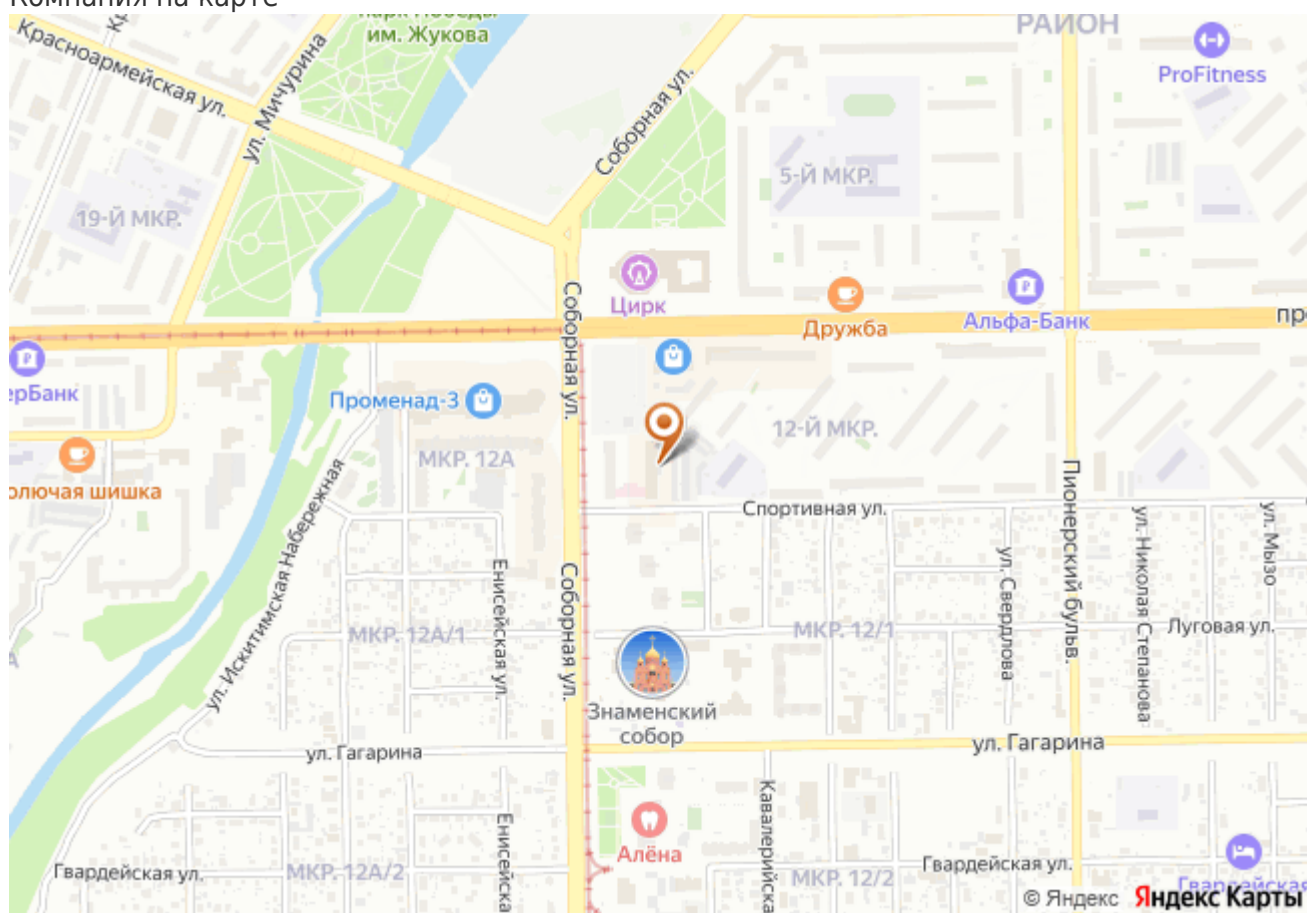 Компания на карте
парк Победы
им. Жукова
РАЙОН
Красноармейская ул.
ул. Мичурина
ProFitness
Соборная ул.
5-Й МКР.
19-Й МКР.
Цирк
Соборная ул.
Дружба
Альфа-Банк
ерБанк
Променад-3
МКР. 12А
12-Й МКР.
олючая шишка
Спортивная ул.
ул. Искитимская Набережная
Енисейская ул.
Соборная ул.
ул. Свердлова
Пионерский бульв.
ул. Николая Степанова
ул. Мызо
МКР. 12А/1
МКР. 12/1
Луговая ул.
Знаменский
собор
ул. Гагарина
ул. Гагарина
Енисейска
Кавалерийска
Алёна
Гвардейская ул.
МКР. 12А/2
МКР. 12/2
Гвардейская ул.
Гвардейская
© Яндекс Яндекс Карты